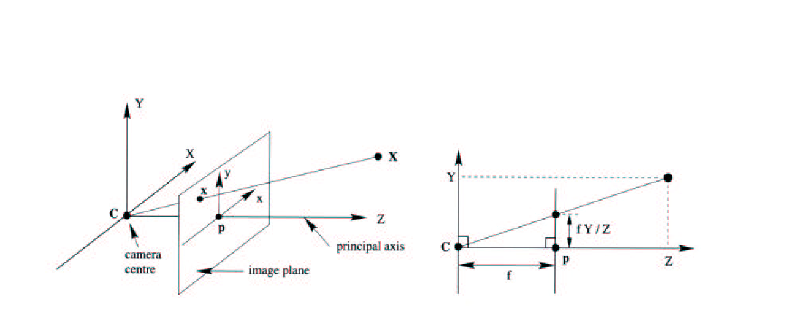 Y
X
X
x
y
x
C
p
Z
camera
centre
principal axis
image plane
Y
f Y / Z
C
p
Z
f